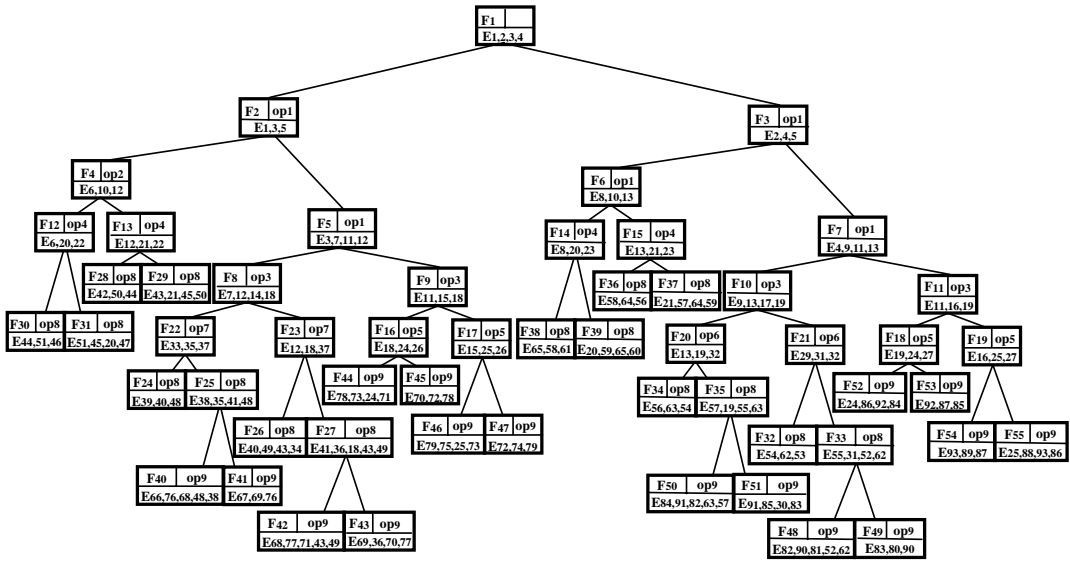 F1
E1,2,3,4
F2 op1
E1,3,5
F3 op1
E2,4,5
F4 op2
E6,10,12
F6 op1
E8,10,13
F12 op4
E6,20,22
F13 op4
E12,21,22
F5 op1
E3,7,11,12
F14 op4
E8,20,23
F15 op4
E13,21,23
F7 op1
E4,9,11,13
F28 op8
E42,50,44
F29 op8
E43,21,45,50
F8 op3
E7,12,14,18
F9 op3
E11,15,18
F36 op8
E58,64,56
F37 op8
E21,57,64,59
F10 op3
E9,13,17,19
F11 op3
E11,16,19
F30 op8
E44,51,46
F31 op8
E51,45,20,47
F22 op7
E33,35,37
F23 op7
E12,18,37
F16 op5
E18,24,26
F17 op5
E15,25,26
F38 op8
E65,58,61
F39 op8
E20,59,65,60
F20 op6
E13,19,32
F21 op6
E29,31,32
F18 op5
E19,24,27
F19 op5
E16,25,27
F24 op8
E39,40,48
F25 op8
E38,35,41,48
F44 op9
E78,73,24,71
F45 op9
E70,72,78
F34 op8
E56,63,54
F35 op8
E57,19,55,63
F52 op9
E24,86,92,84
F53 op9
E92,87,85
F26 op8
E40,49,43,34
F27 op8
E41,36,18,43,49
F46 op9
E79,75,25,73
F47 op9
E72,74,79
F32 op8
E54,62,53
F33 op8
E55,31,52,62
F54 op9
E93,89,87
F55 op9
E25,88,93,86
F40 op9
E66,76,68,48,38
F41 op9
E67,69,76
F50 op9
E84,91,82,63,57
F51 op9
E91,85,30,83
F42 op9
E68,77,71,43,49
F43 op9
E69,36,70,77
F48 op9
E82,90,81,52,62
F49 op9
E83,80,90